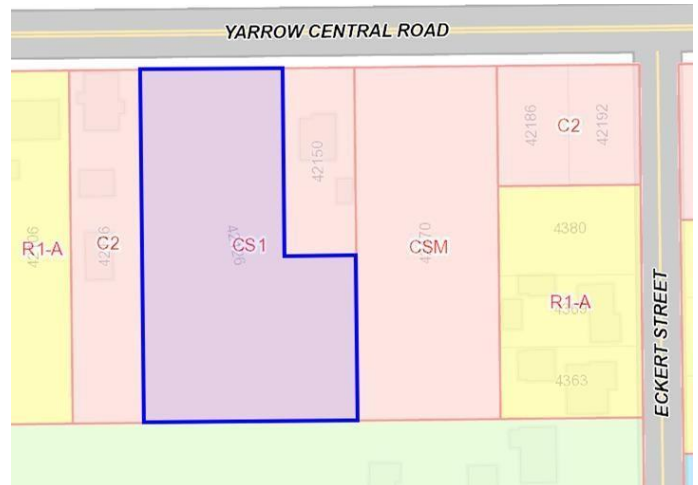 YARROW CENTRAL ROAD
42186
C2
42192
42150
R1-A
C2
CS1
CSM
4380
R1-A
4363
ECKERT STREET